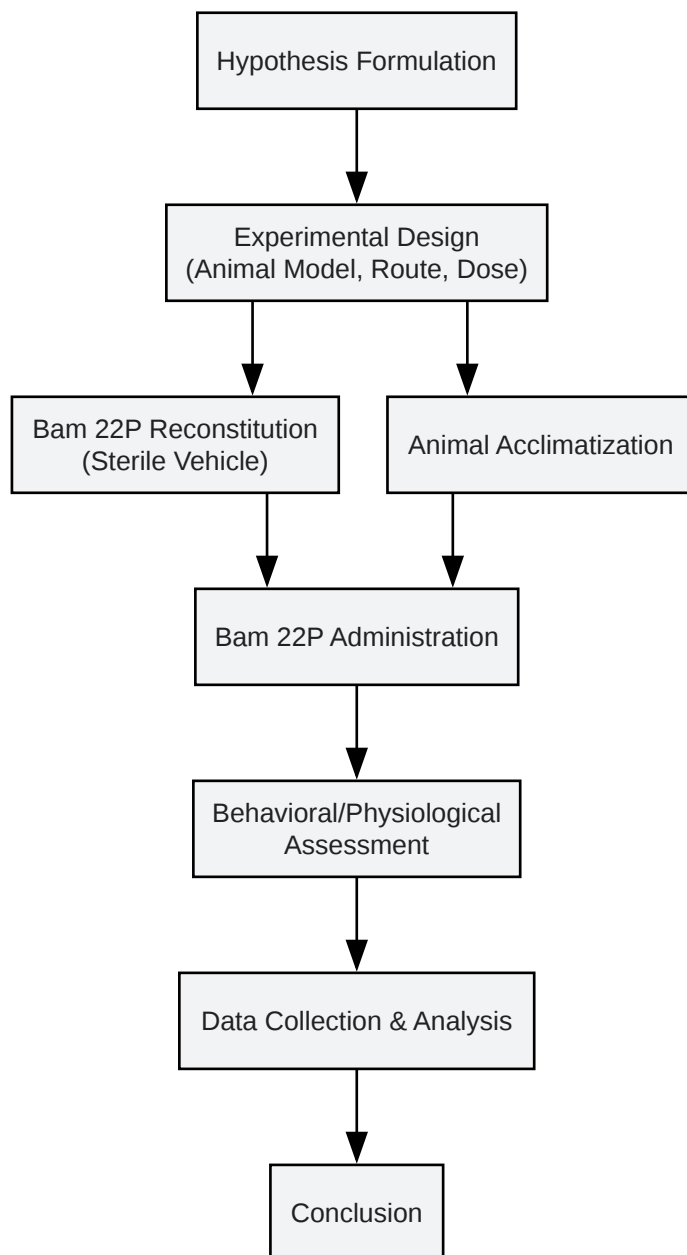 Hypothesis Formulation
Experimental Design
(Animal Model, Route, Dose)
Bam 22P Reconstitution
(Sterile Vehicle)
Animal Acclimatization
Bam 22P Administration
Behavioral/Physiological
Assessment
Data Collection & Analysis
Conclusion